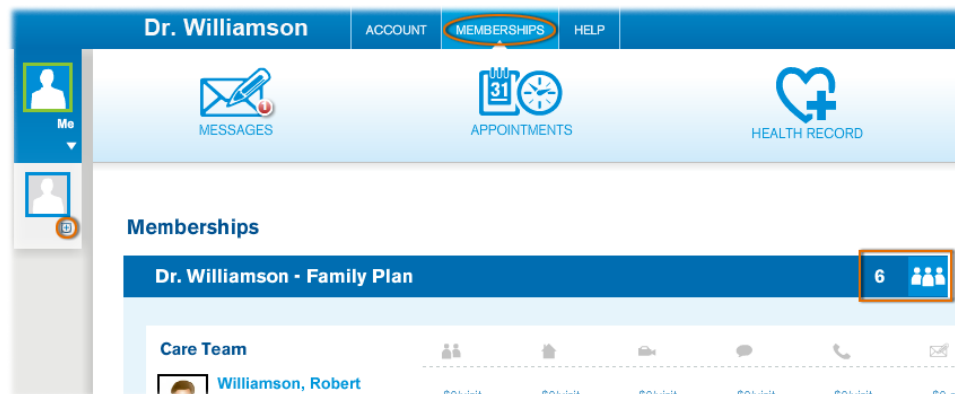 Dr. Williamson ACCOUNT MEMBERSHIPS HELP
31
Me
MESSAGES APPOINTMENTS HEALTH RECORD
Memberships
Dr. Williamson - Family Plan 6
Care Team
Williamson, Robert